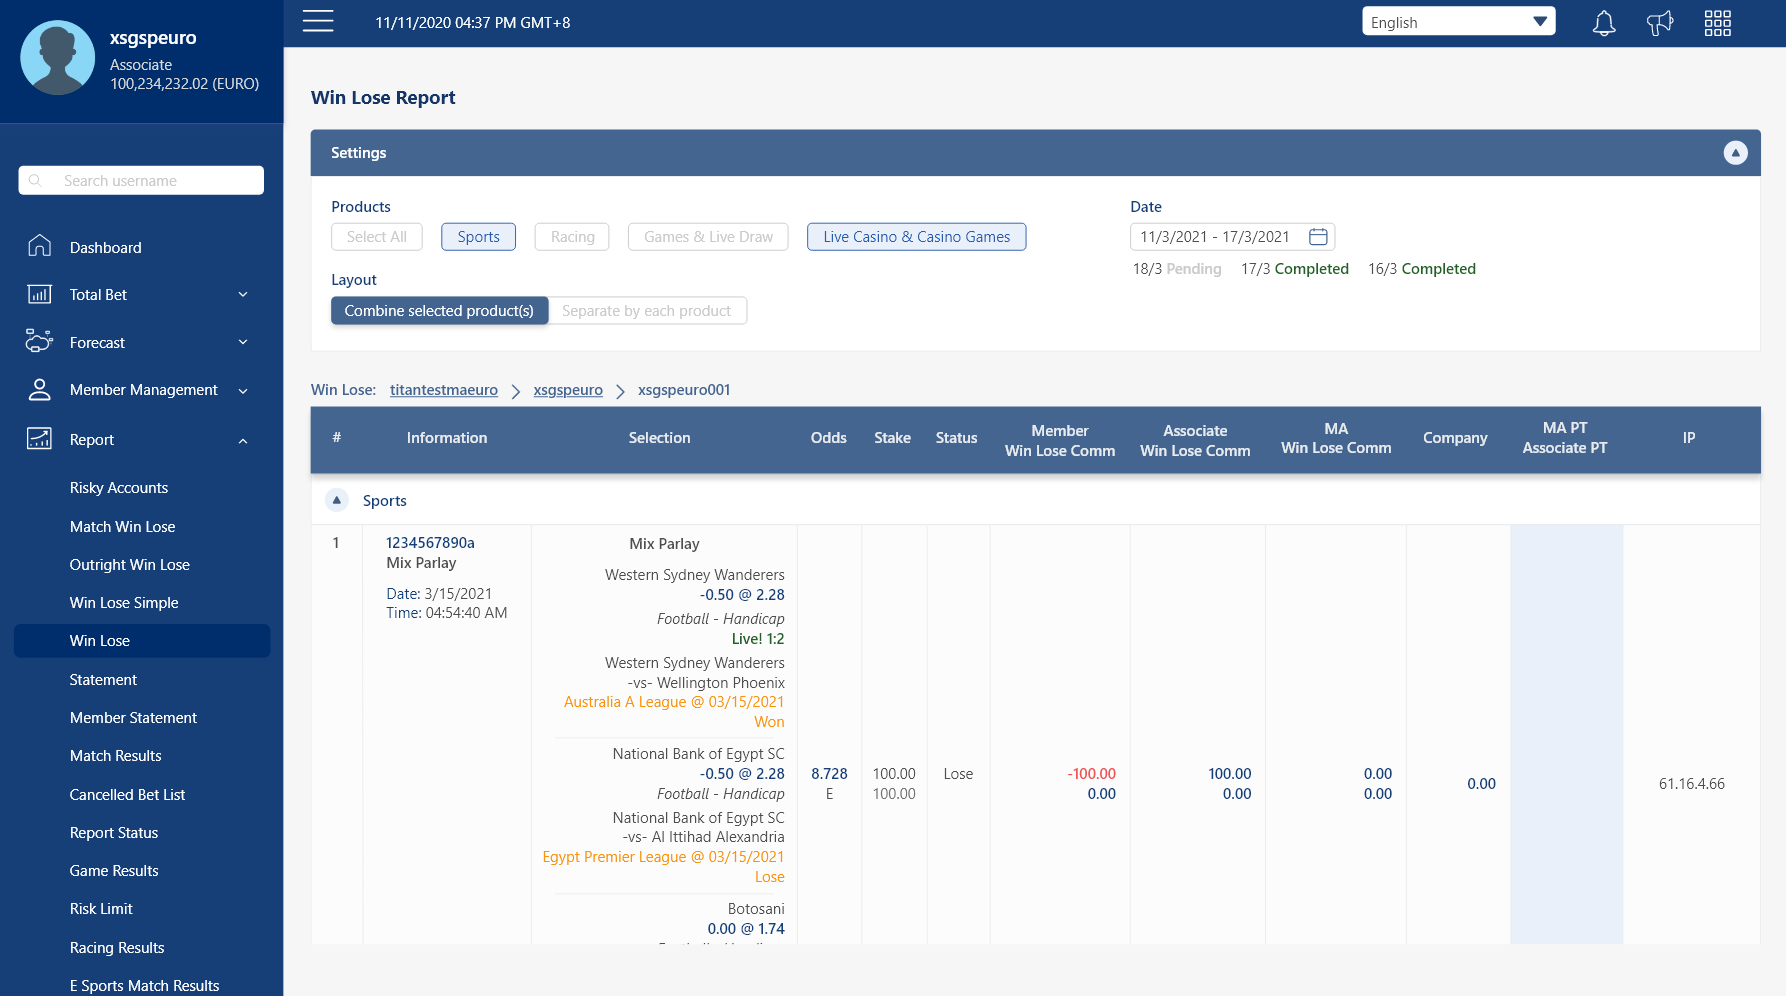 xsgspeuro
Associate
100,234,232.02 (EURO)
11/11/2020 04:37 PM GMT+8
English
Search username
Dashboard
Total Bet
Forecast
Member Management
Report
Risky Accounts
Match Win Lose
Outright Win Lose
Win Lose Simple
Win Lose
Statement
Member Statement
Match Results
Cancelled Bet List
Report Status
Game Results
Risk Limit
Racing Results
E Sports Match Results
Win Lose Report
Settings
Products
Select All Sports Racing Games & Live Draw Live Casino & Casino Games
Layout
Combine selected product(s) Separate by each product
Date
11/3/2021 - 17/3/2021
18/3 Pending 17/3 Completed 16/3 Completed
Win Lose: titantestmaeuro xsgspeuro xsgspeuro001
# Information Selection Odds Stake Status
Member
Win Lose Comm
Associate
Win Lose Comm
MA
Win Lose Comm
Company
MA PT
Associate PT
IP
Sports
1
1234567890a
Mix Parlay
Date: 3/15/2021
Time: 04:54:40 AM
Mix Parlay
Western Sydney Wanderers
-0.50 @ 2.28
Football - Handicap
Live! 1:2
Western Sydney Wanderers
-vs- Wellington Phoenix
Australia A League @ 03/15/2021
Won
National Bank of Egypt SC
-0.50 @ 2.28
Football - Handicap
National Bank of Egypt SC
-vs- Al Ittihad Alexandria
Egypt Premier League @ 03/15/2021
Lose
Botosani
0.00 @ 1.74
8.728
E
100.00
100.00
Lose
-100.00
0.00
100.00
0.00
0.00
0.00
0.00
61.16.4.66